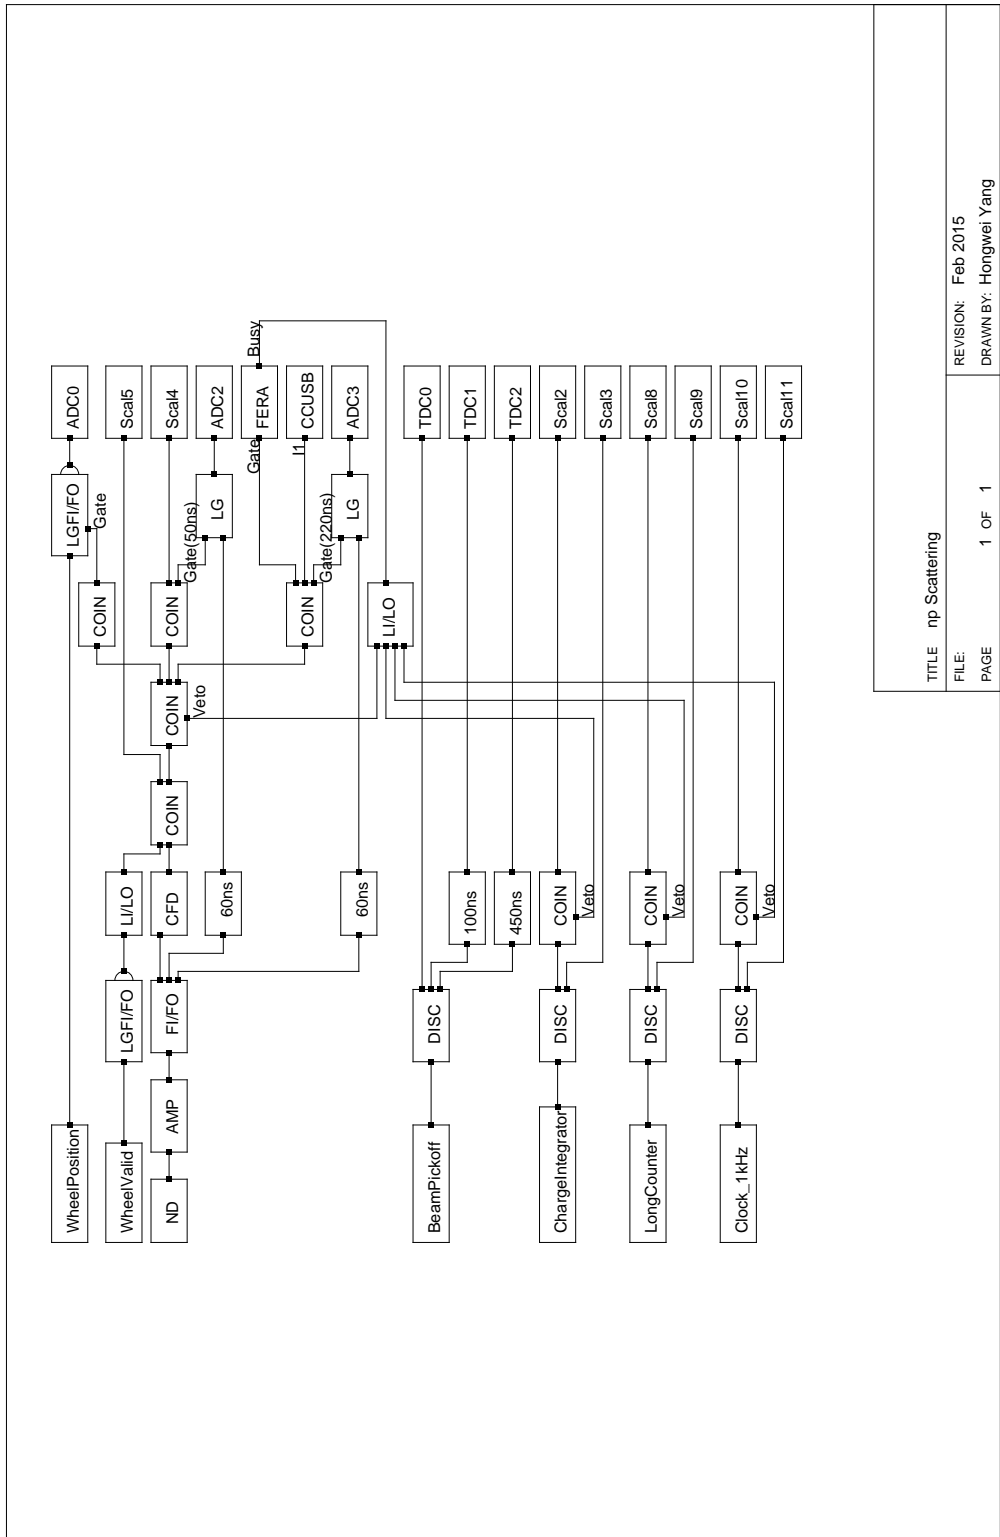 WheelPosition
LGFI/FO
ADC0
Gate
COIN
WheelValid
LGFI/FO
LI/LO
Scal5
ND
AMP
FI/FO
CFD
COIN
COIN
COIN
Scal4
Veto
Gate(50ns)
60ns
LG
ADC2
Gate
FERA
Busy
COIN
I1
CCUSB
Gate(220ns)
60ns
LG
ADC3
LI/LO
BeamPickoff
DISC
TDC0
100ns
TDC1
450ns
TDC2
ChargeIntegrator
DISC
COIN
Scal2
Veto
Scal3
LongCounter
DISC
COIN
Scal8
Veto
Scal9
Clock_1kHz
DISC
COIN
Scal10
Veto
Scal11
TITLE np Scattering
FILE: REVISION: Feb 2015
PAGE 1 OF 1 DRAWN BY: Hongwei Yang